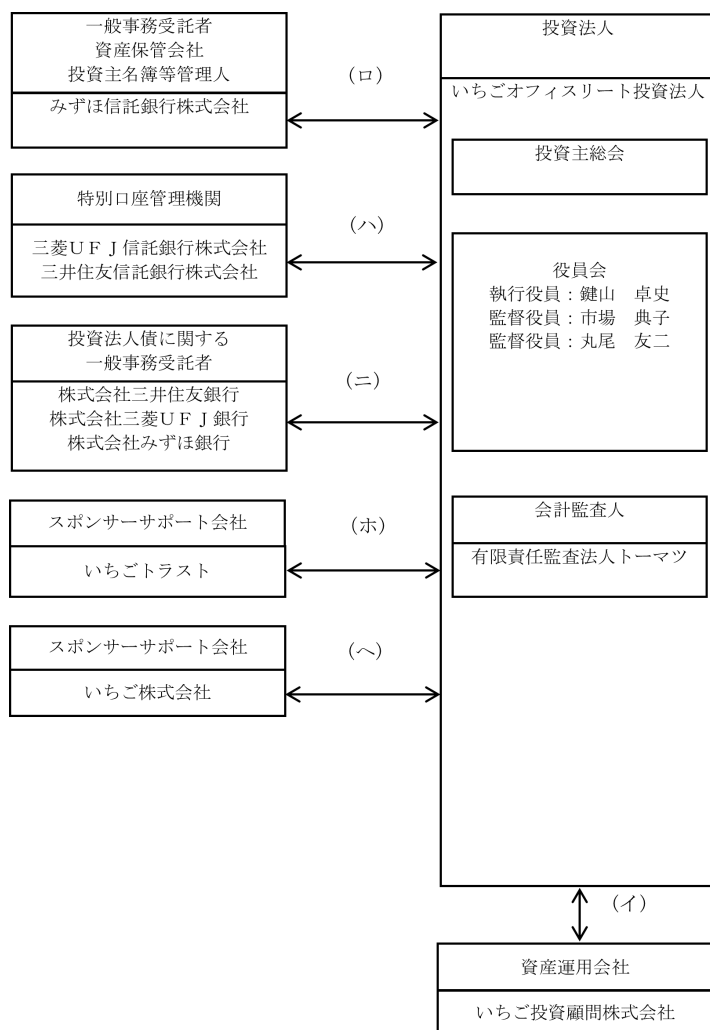 一般事務受託者
資産保管会社
投資主名簿等管理人
みずほ信託銀行株式会社
（ロ）
特別口座管理機関
三菱ＵＦＪ信託銀行株式会社
三井住友信託銀行株式会社
（ハ）
投資法人債に関する
一般事務受託者
株式会社三井住友銀行
株式会社三菱ＵＦＪ銀行
株式会社みずほ銀行
（ニ）
スポンサーサポート会社
いちごトラスト
（ホ）
スポンサーサポート会社
いちご株式会社
（ヘ）
投資法人
いちごオフィスリート投資法人
投資主総会
役員会
執行役員：鍵山　卓史
監督役員：市場　典子
監督役員：丸尾　友二
会計監査人
有限責任監査法人トーマツ
（イ）
資産運用会社
いちご投資顧問株式会社